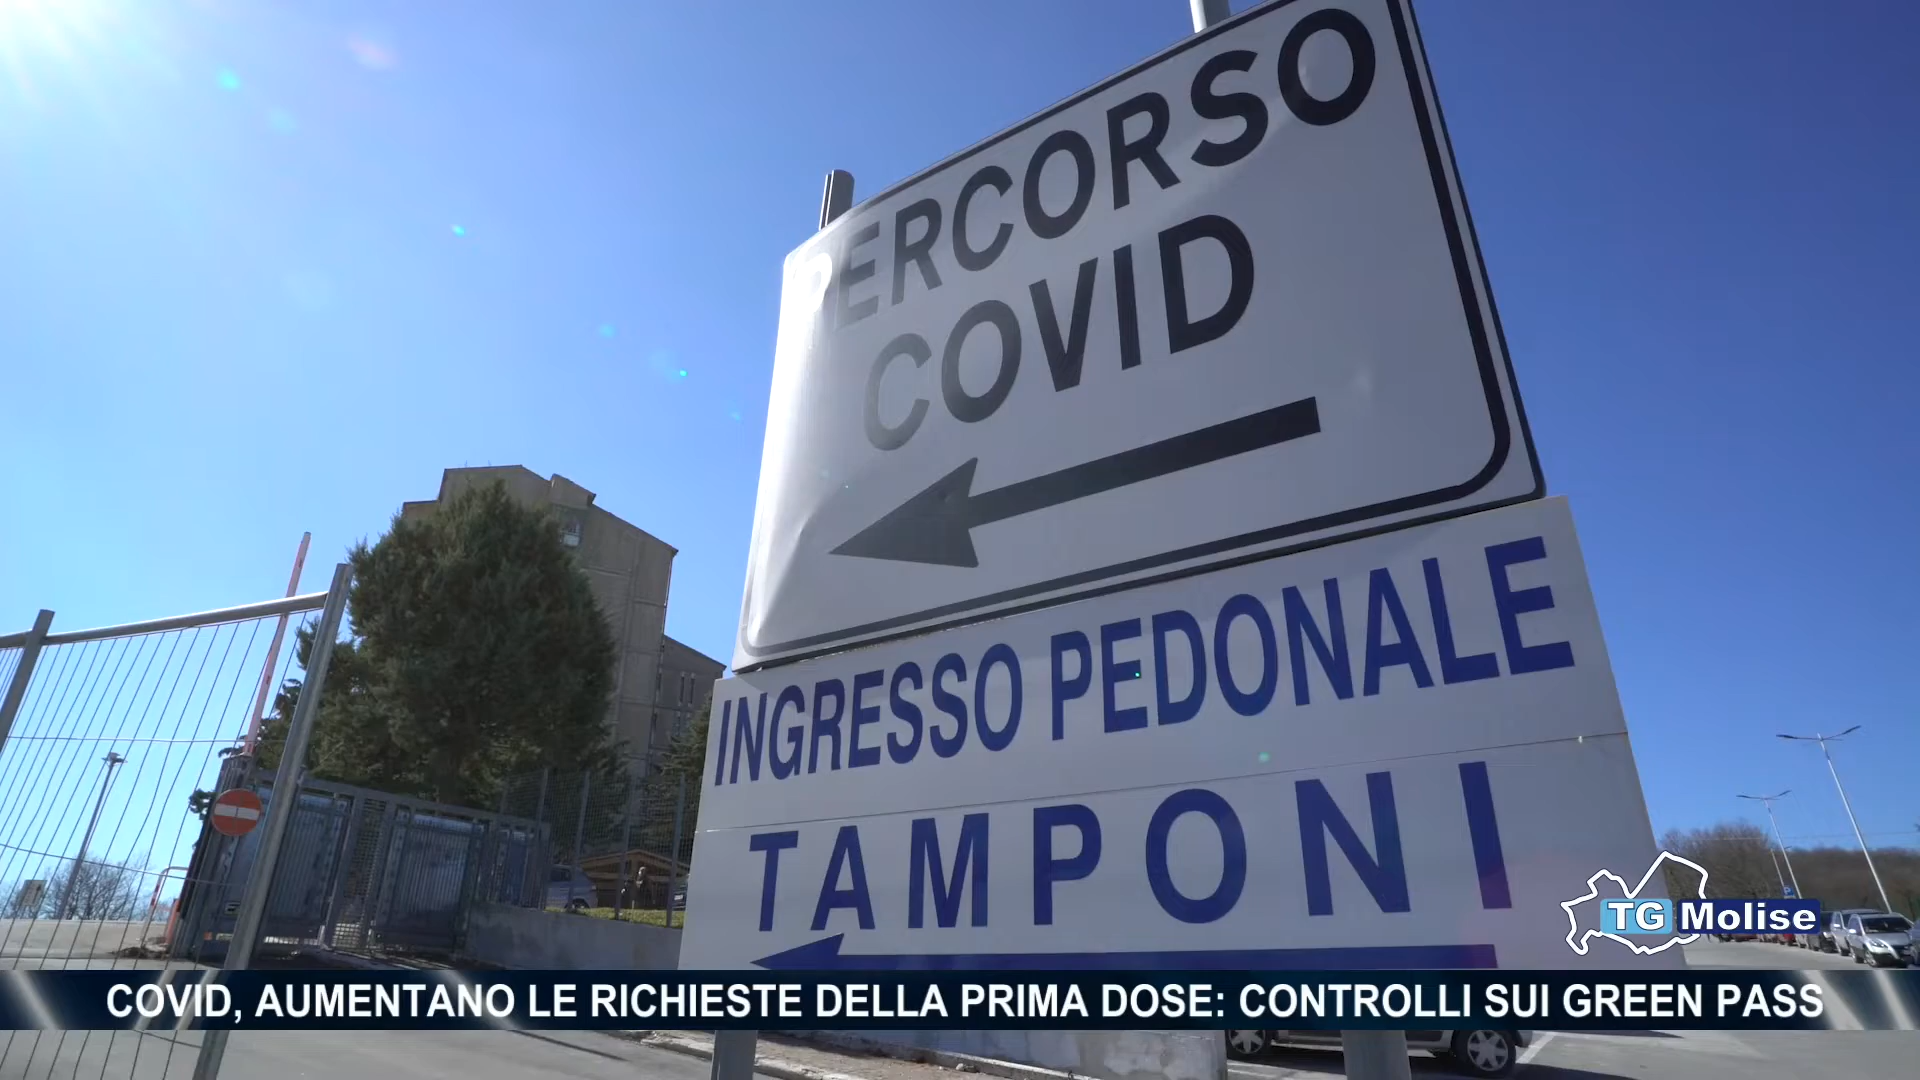 PERCORSO
COVID
INGRESSO PEDONALE
TAMPONI
TG Molise
COVID, AUMENTANO LE RICHIESTE DELLA PRIMA DOSE: CONTROLLI SUI GREEN PASS